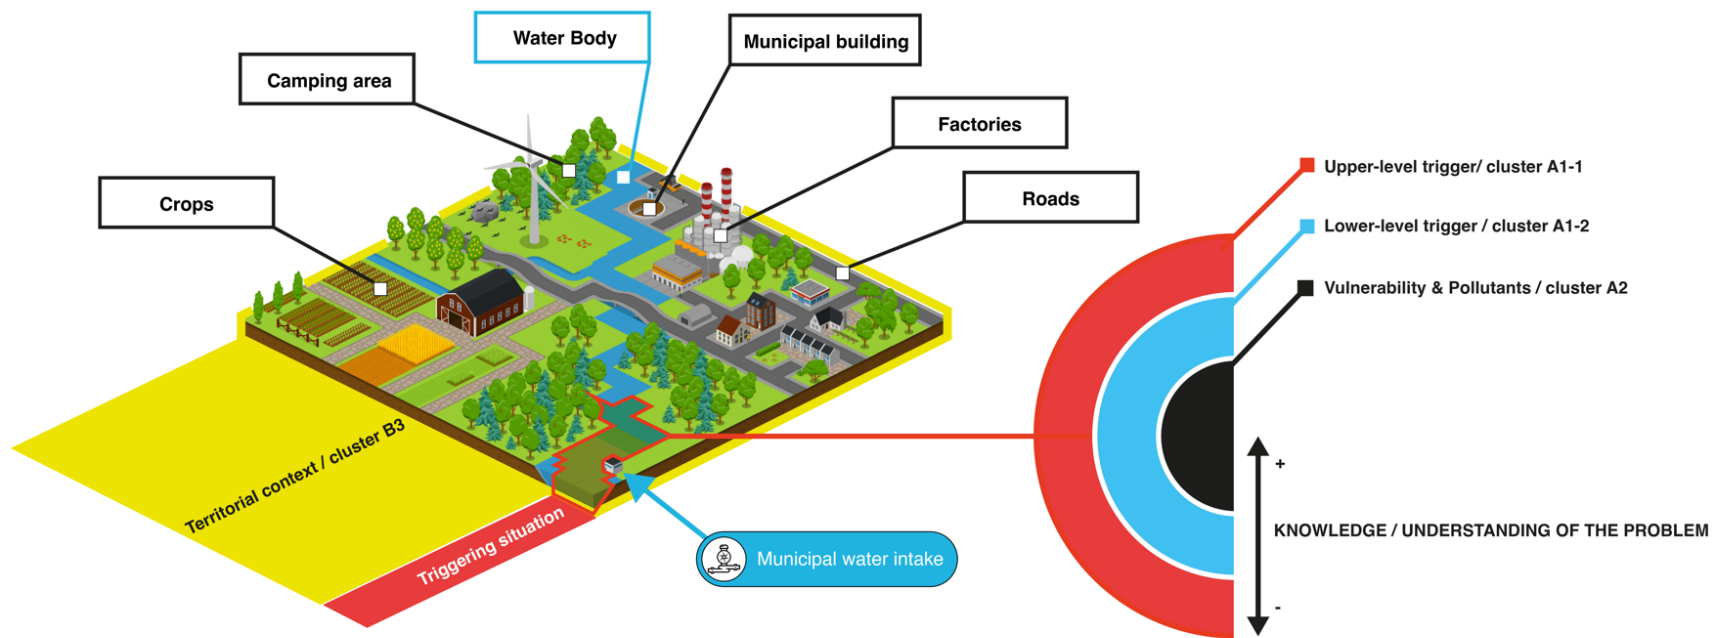 Water Body
Municipal building
Camping area
Factories
Crops
Roads
Upper-level trigger/ cluster A1-1
Lower-level trigger / cluster A1-2
Vulnerability & Pollutants / cluster A2
Territorial context / cluster B3
Triggering situation
Municipal water intake
+
KNOWLEDGE / UNDERSTANDING OF THE PROBLEM
-